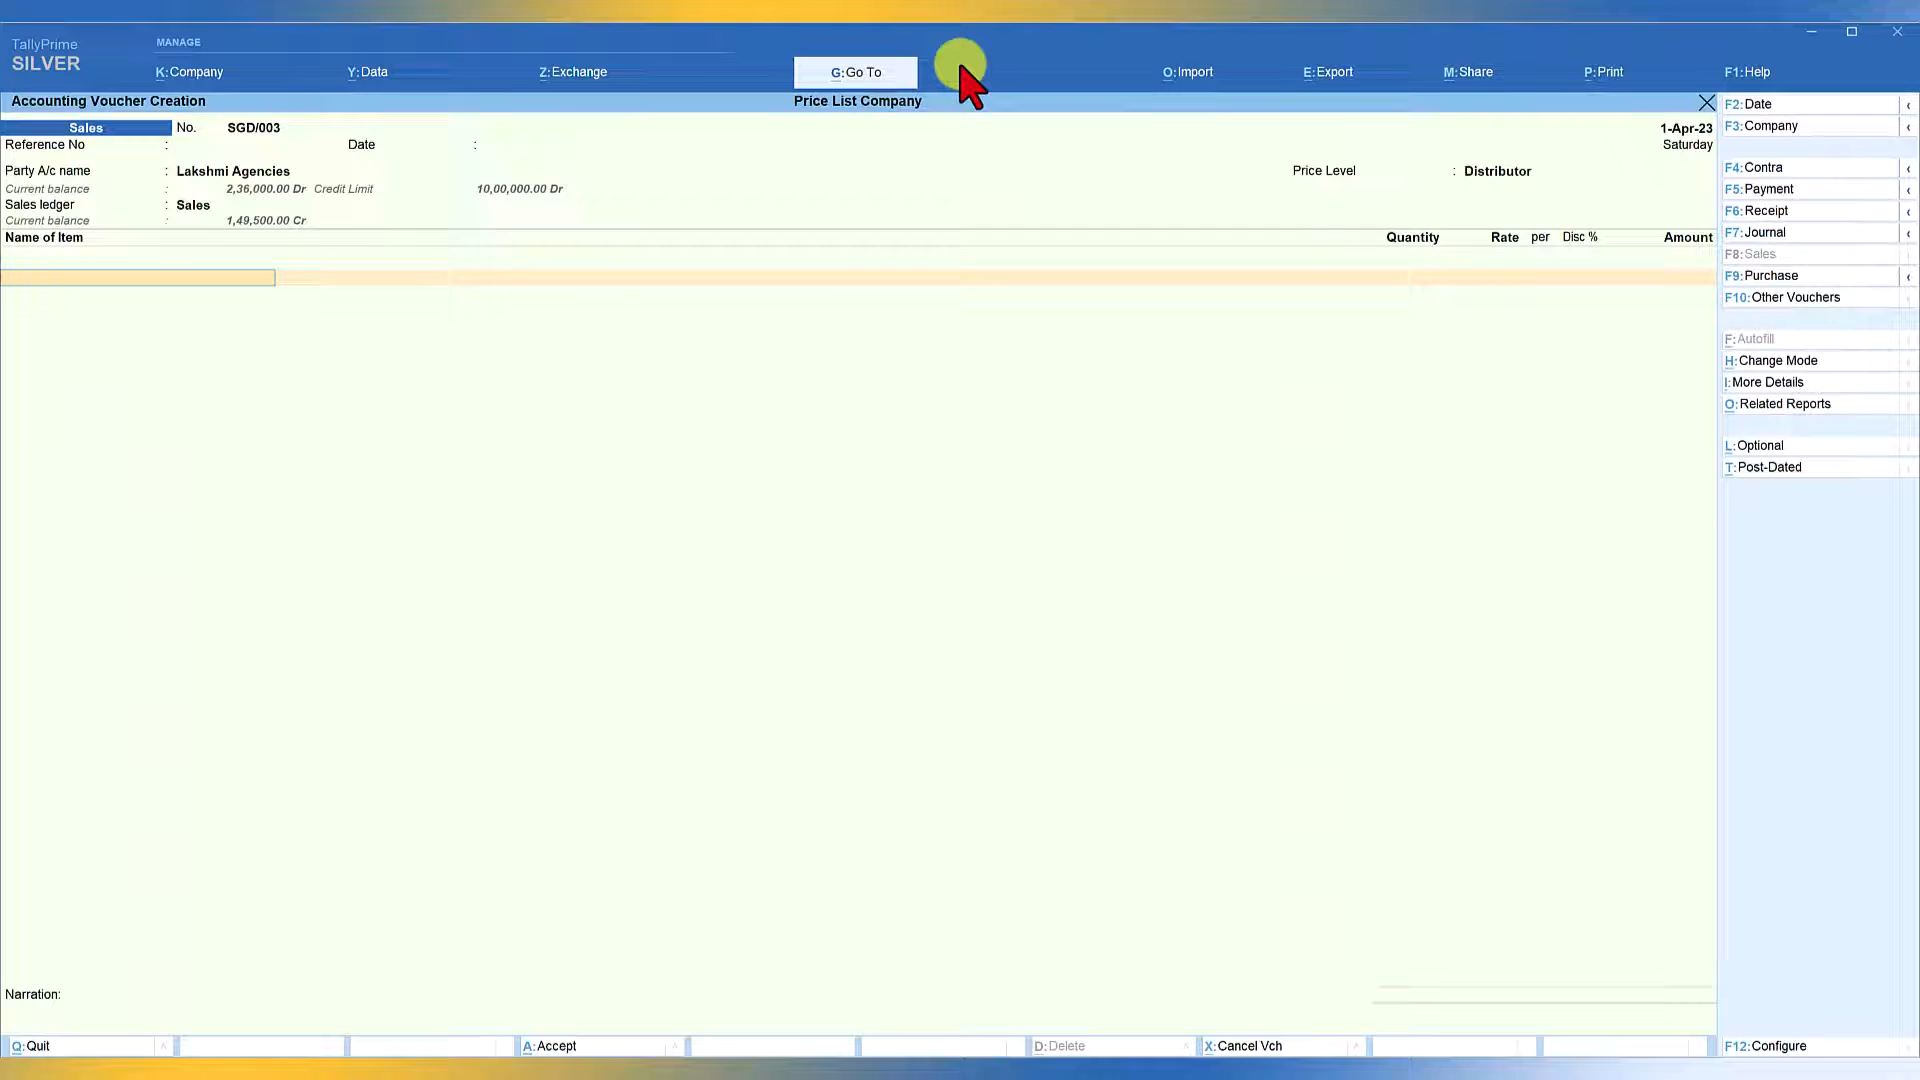 TallyPrime
SILVER
MANAGE
K:Company Y:Data Z:Exchange G:Go To O:Import E:Export M:Share P:Print F1:Help
Accounting Voucher Creation Price List Company
Sales No. SGD/003 1-Apr-23
Reference No : Date : Saturday
Party A/c name : Lakshmi Agencies Price Level : Distributor
Current balance : 2,36,000.00 Dr Credit Limit 10,00,000.00 Dr
Sales ledger : Sales
Current balance : 1,49,500.00 Cr
Name of Item Quantity Rate per Disc % Amount
Narration:
F2:Date
F3:Company
F4:Contra
F5:Payment
F6:Receipt
F7:Journal
F8:Sales
F9:Purchase
F10:Other Vouchers
F:Autofill
H:Change Mode
I:More Details
O:Related Reports
L:Optional
T:Post-Dated
Q:Quit A:Accept D:Delete X:Cancel Vch F12:Configure